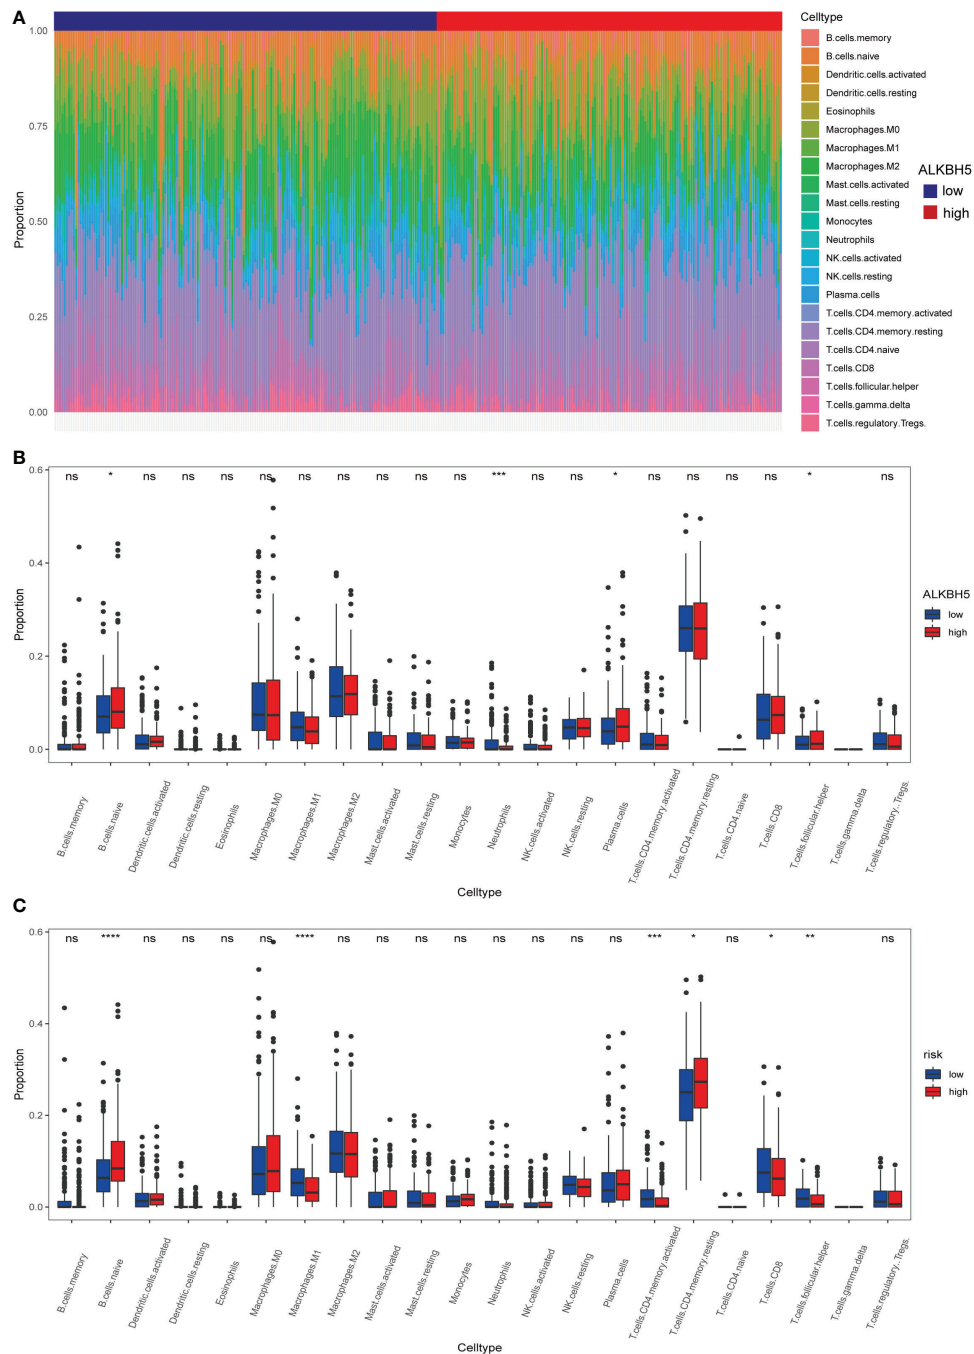 A
Celltype
1.00
0.75
0.50
0.25
0.00
Proportion
B.cells.memory
B.cells.naive
Dendritic.cells.activated
Dendritic.cells.resting
Eosinophils
Macrophages.M0
Macrophages.M1
Macrophages.M2
Mast.cells.activated
Mast.cells.resting
Monocytes
Neutrophils
NK.cells.activated
NK.cells.resting
Plasma.cells
T.cells.CD4.memory.activated
T.cells.CD4.memory.resting
T.cells.CD4.naive
T.cells.CD8
T.cells.follicular.helper
T.cells.gamma.delta
T.cells.regulatory.Tregs.
ALKBH5
low
high
B
0.6
0.4
0.2
0.0
Proportion
ns * ns ns ns ns ns ns ns ns ns *** ns ns * ns ns ns ns * ns
ALKBH5
low
high
B.cells.memory
B.cells.naive
Dendritic.cells.activated
Dendritic.cells.resting
Eosinophils
Macrophages.M0
Macrophages.M1
Macrophages.M2
Mast.cells.activated
Mast.cells.resting
Monocytes
Neutrophils
NK.cells.activated
NK.cells.resting
Plasma.cells
T.cells.CD4.memory.activated
T.cells.CD4.memory.resting
T.cells.CD4.naive
T.cells.CD8
T.cells.follicular.helper
T.cells.gamma.delta
T.cells.regulatory..Tregs.
Celltype
C
0.6
0.4
0.2
0.0
Proportion
ns **** ns ns ns ns **** ns ns ns ns ns ns ns ns *** * ns * ** ns
risk
low
high
B.cells.memory
B.cells.naive
Dendritic.cells.activated
Dendritic.cells.resting
Eosinophils
Macrophages.M0
Macrophages.M1
Macrophages.M2
Mast.cells.activated
Mast.cells.resting
Monocytes
Neutrophils
NK.cells.activated
NK.cells.resting
Plasma.cells
T.cells.CD4.memory.activated
T.cells.CD4.memory.resting
T.cells.CD4.naive
T.cells.CD8
T.cells.follicular.helper
T.cells.gamma.delta
T.cells.regulatory..Tregs.
Celltype